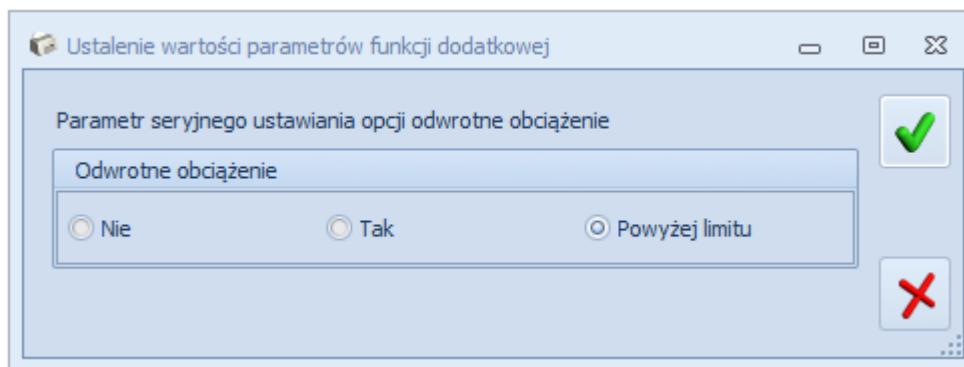 Ustalenie wartości parametrów funkcji dodatkowej
Parametr seryjnego ustawiania opcji odwrotne obciążenie
Odwrotne obciążenie
Nie Tak Powyżej limitu